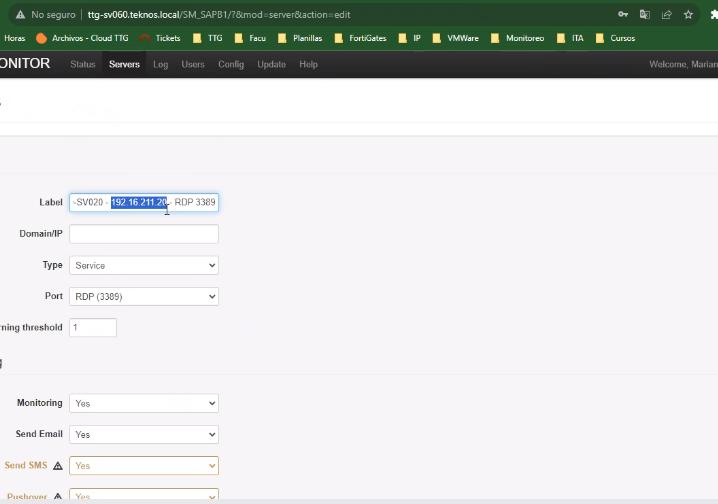 No seguro ttg-sv060.teknos.local/SM_SAPB1/?&mod=server&action=edit
Horas Archivos - Cloud TTG Tickets TTG Facu Planillas FortiGates IP VMWare Monitoreo ITA Cursos
ONITOR Status Servers Log Users Config Update Help Welcome, Marian
Label -SV020 - 192.16.211.20 - RDP 3389
Domain/IP
Type Service
Port RDP (3389)
rning threshold 1
g
Monitoring Yes
Send Email Yes
Send SMS Yes
Pushover Yes